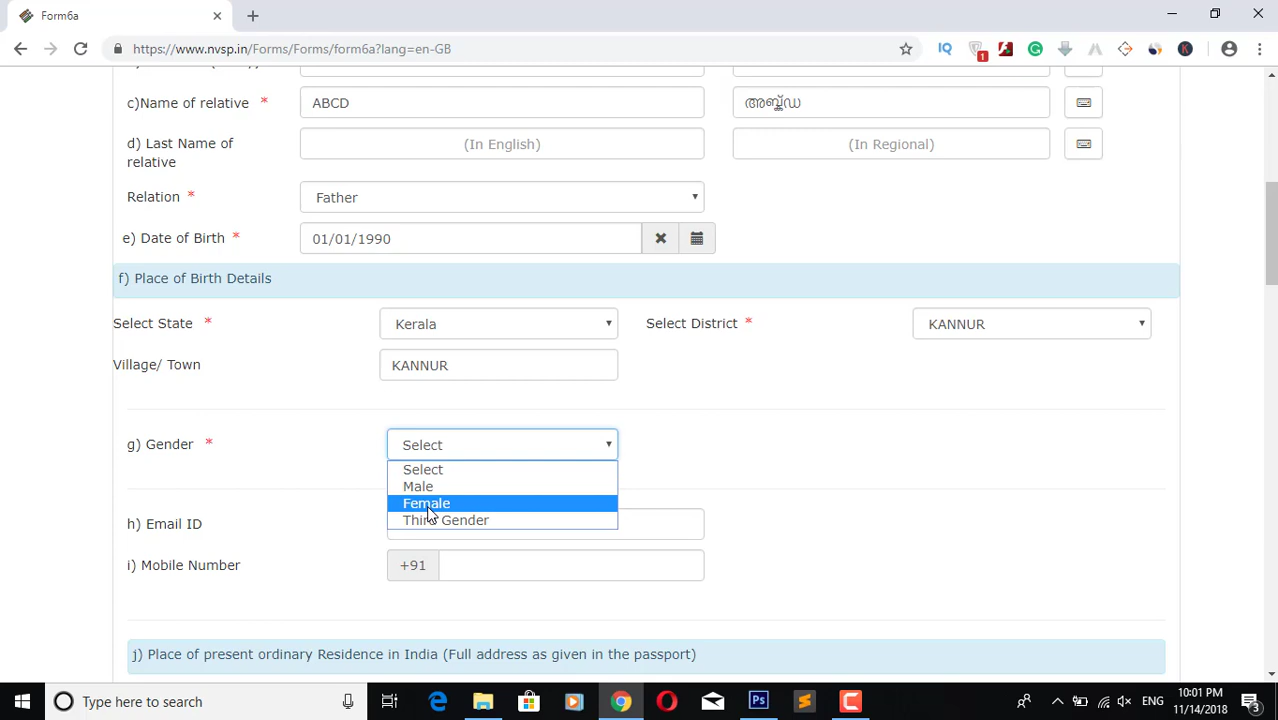 Form6a
https://www.nvsp.in/Forms/Forms/form6a?lang=en-GB
1
c)Name of relative * ABCD അബ്ക്ഡ
d) Last Name of relative (In English) (In Regional)
Relation * Father
e) Date of Birth * 01/01/1990
f) Place of Birth Details
Select State * Kerala Select District * KANNUR
Village/ Town KANNUR
g) Gender * Select
Select
Male
Female
Third Gender
h) Email ID
i) Mobile Number +91
j) Place of present ordinary Residence in India (Full address as given in the passport)
Type here to search
ENG
10:01 PM
11/14/2018
3